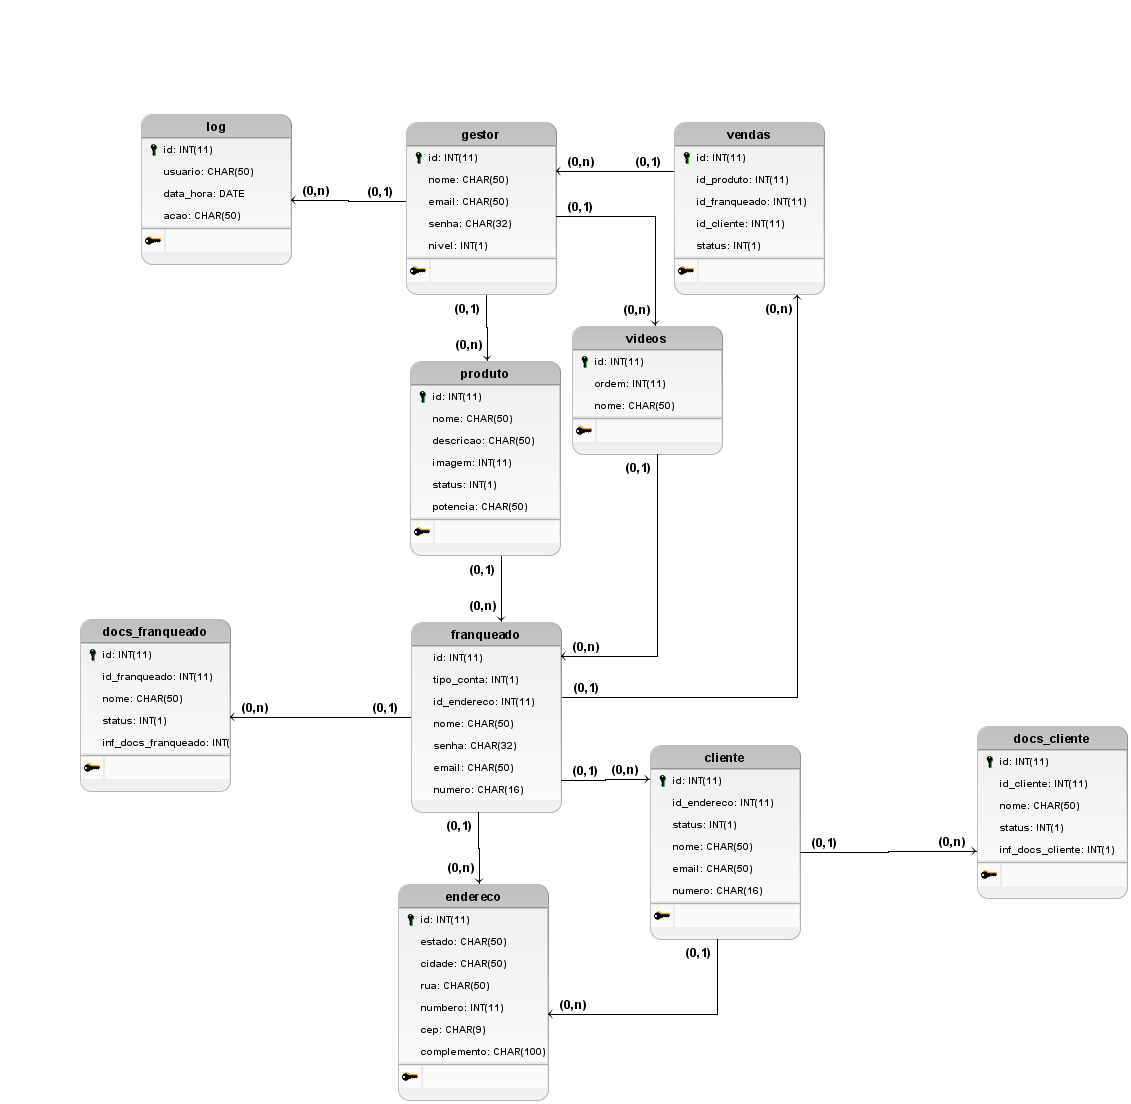 log
id: INT(11)
usuario: CHAR(50)
data_hora: DATE
acao: CHAR(50)
(0,n)
(0,1)
gestor
id: INT(11)
nome: CHAR(50)
email: CHAR(50)
senha: CHAR(32)
nivel: INT(1)
(0,n)
(0,1)
(0,1)
vendas
id: INT(11)
id_produto: INT(11)
id_franqueado: INT(11)
id_cliente: INT(11)
status: INT(1)
(0,1)
(0,n)
(0,n)
(0,n)
produto
id: INT(11)
nome: CHAR(50)
descricao: CHAR(50)
imagem: INT(11)
status: INT(1)
potencia: CHAR(50)
videos
id: INT(11)
ordem: INT(11)
nome: CHAR(50)
(0,1)
(0,1)
(0,n)
docs_franqueado
id: INT(11)
id_franqueado: INT(11)
nome: CHAR(50)
status: INT(1)
inf_docs_franqueado: INT(
(0,n)
(0,1)
franqueado
id: INT(11)
tipo_conta: INT(1)
id_endereco: INT(11)
nome: CHAR(50)
senha: CHAR(32)
email: CHAR(50)
numero: CHAR(16)
(0,n)
(0,1)
(0,1)
(0,n)
cliente
id: INT(11)
id_endereco: INT(11)
status: INT(1)
nome: CHAR(50)
email: CHAR(50)
numero: CHAR(16)
(0,1)
(0,n)
docs_cliente
id: INT(11)
id_cliente: INT(11)
nome: CHAR(50)
status: INT(1)
inf_docs_cliente: INT(1)
(0,1)
(0,n)
endereco
id: INT(11)
estado: CHAR(50)
cidade: CHAR(50)
rua: CHAR(50)
numbero: INT(11)
cep: CHAR(9)
complemento: CHAR(100)
(0,1)
(0,n)